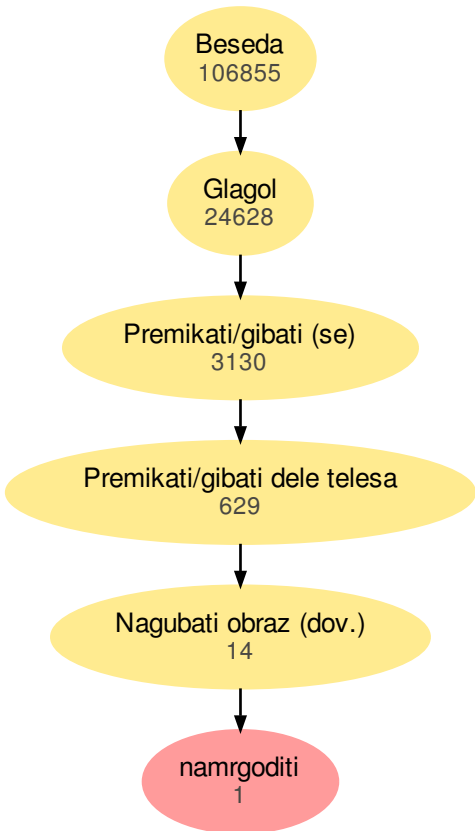 Beseda
106855
Glagol
24628
Premikati/gibati (se)
3130
Premikati/gibati dele telesa
629
Nagubati obraz (dov.)
14
namrgoditi
1